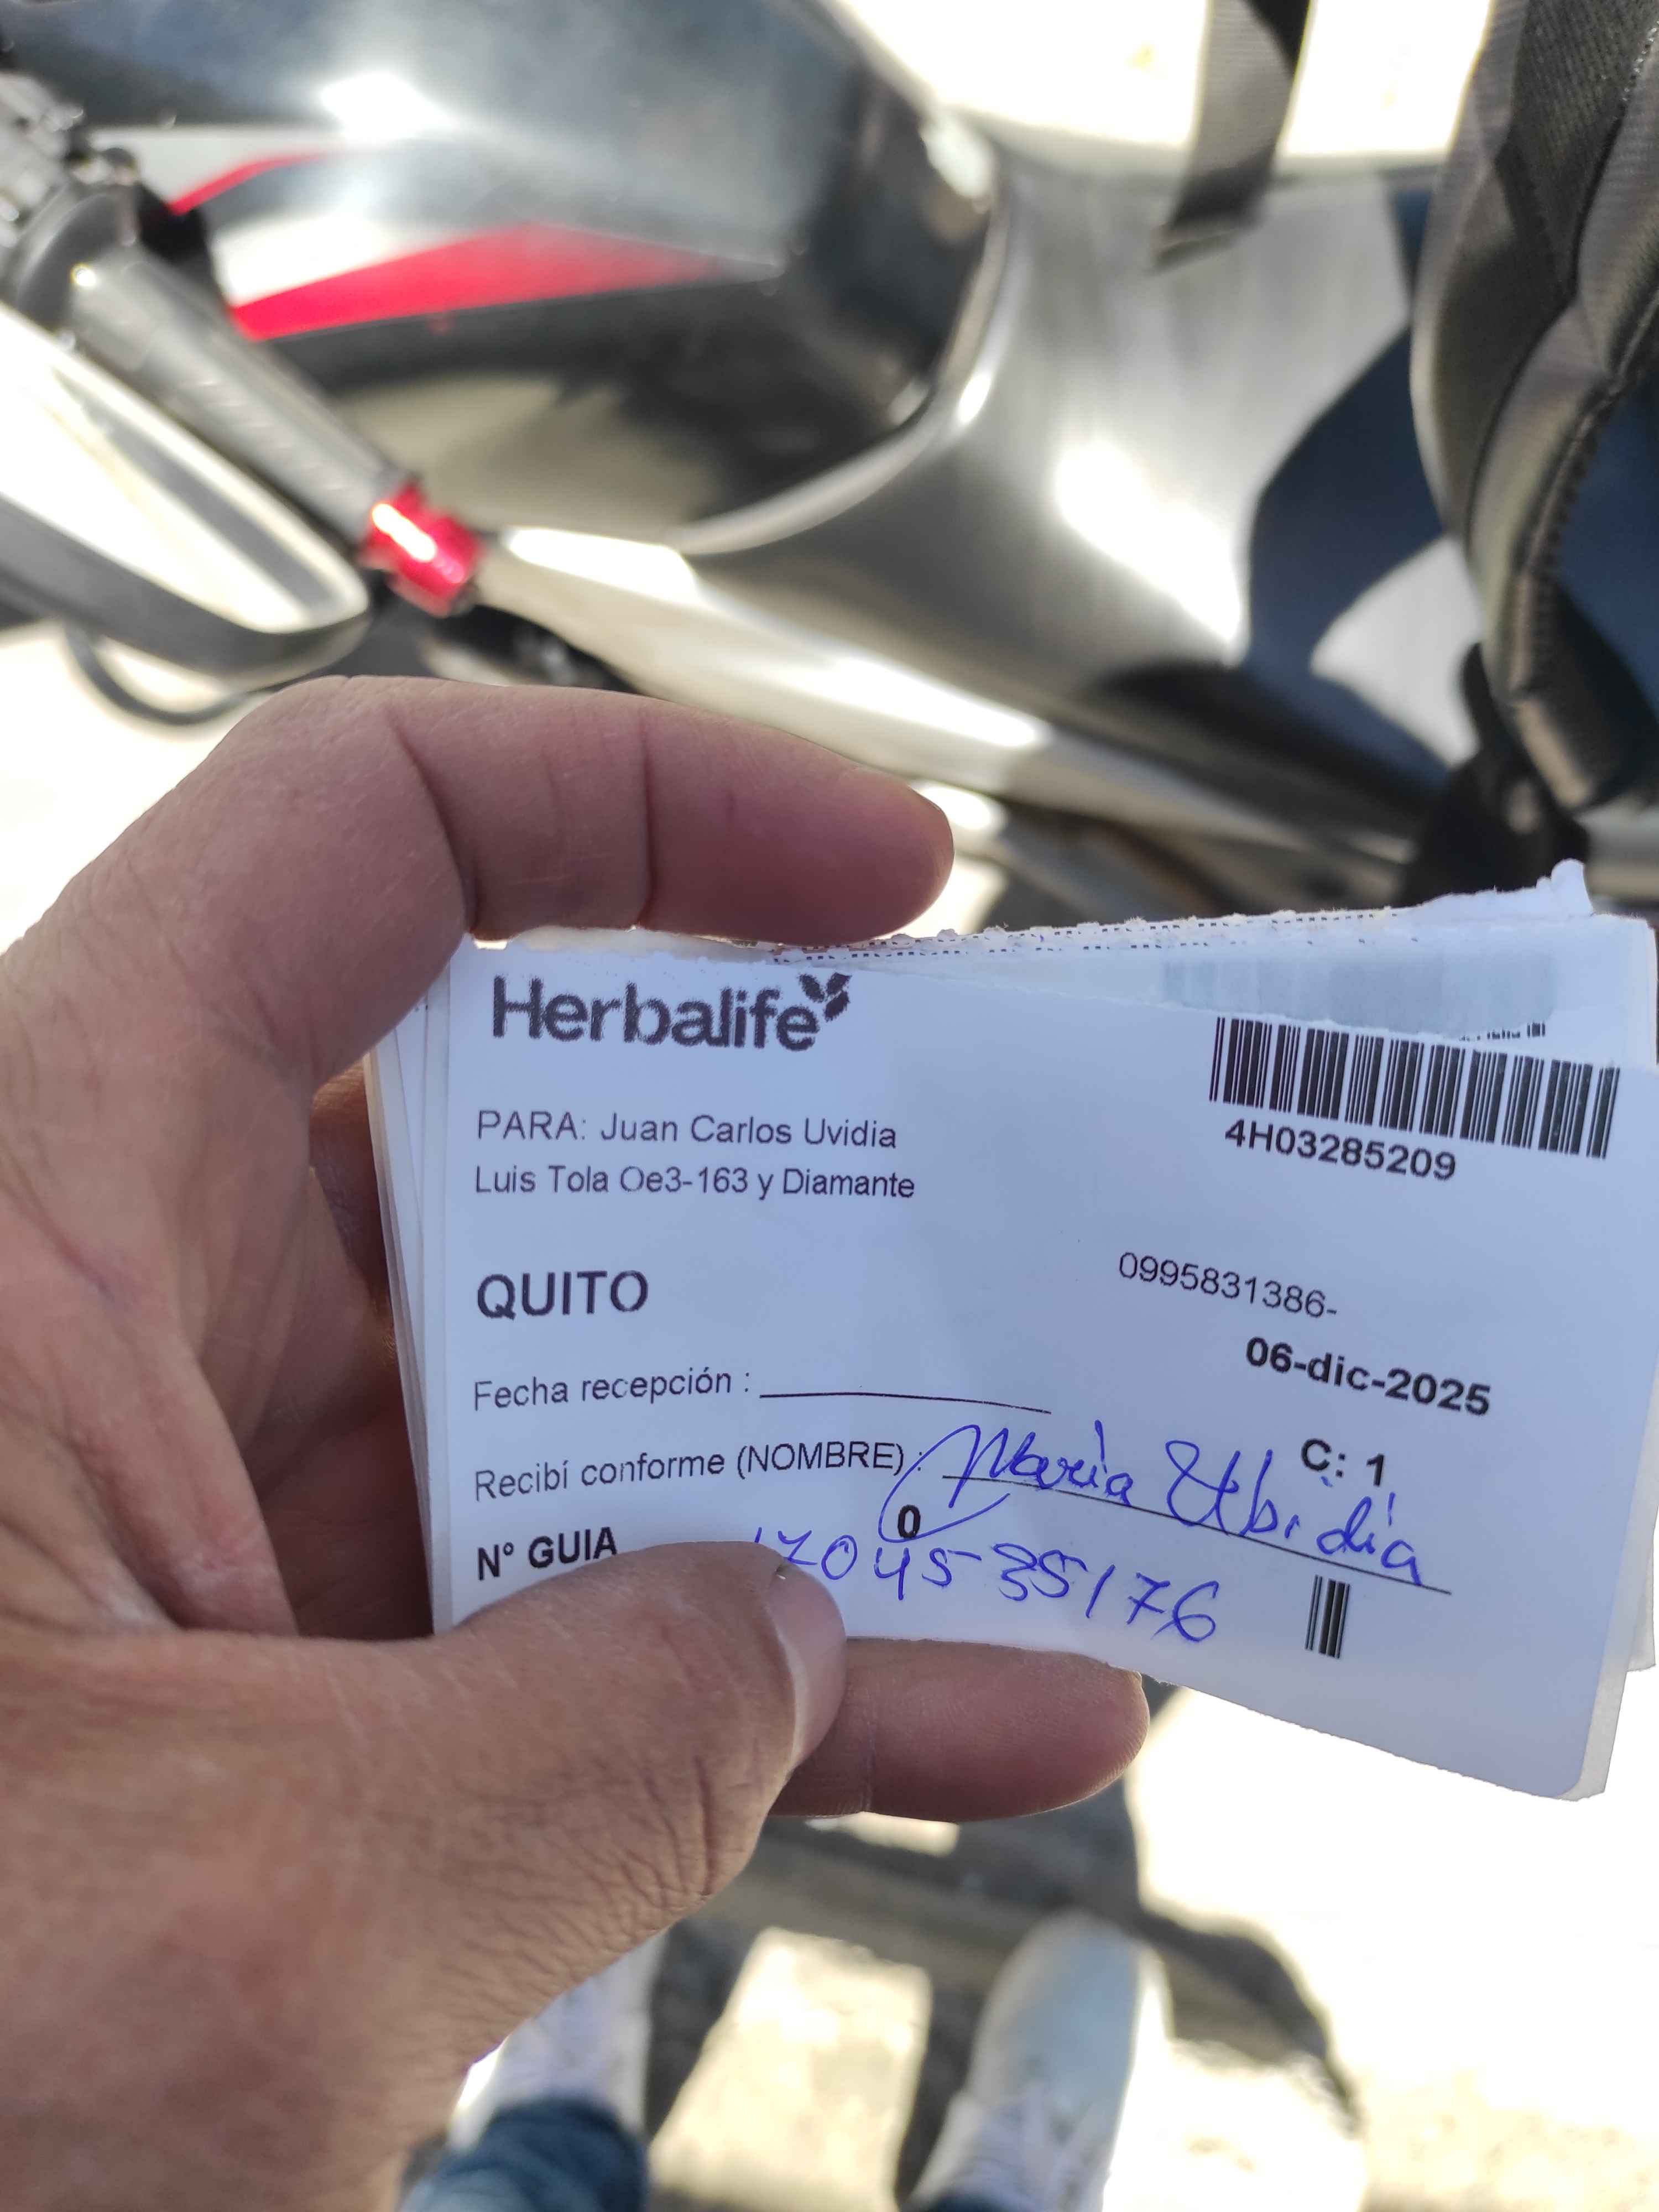 Herbalife
4H03285209
PARA: Juan Carlos Uvidia
Luis Tola Oe3-163 y Diamante
0995831386-
QUITO
06-dic-2025
Fecha recepción :
C: 1
Recibí conforme (NOMBRE) : María Ubidia
0
N° GUIA
1704535176